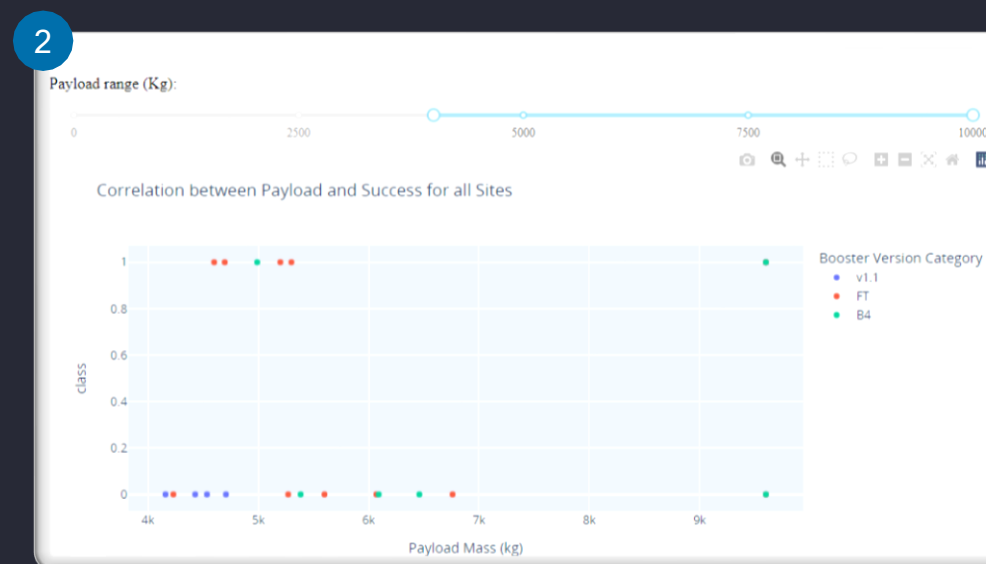 2
Payload range (Kg):
0 2500 5000 7500 10000
Correlation between Payload and Success for all Sites
Booster Version Category
v1.1
FT
B4
class
1
0.8
0.6
0.4
0.2
0
4k 5k 6k 7k 8k 9k
Payload Mass (kg)